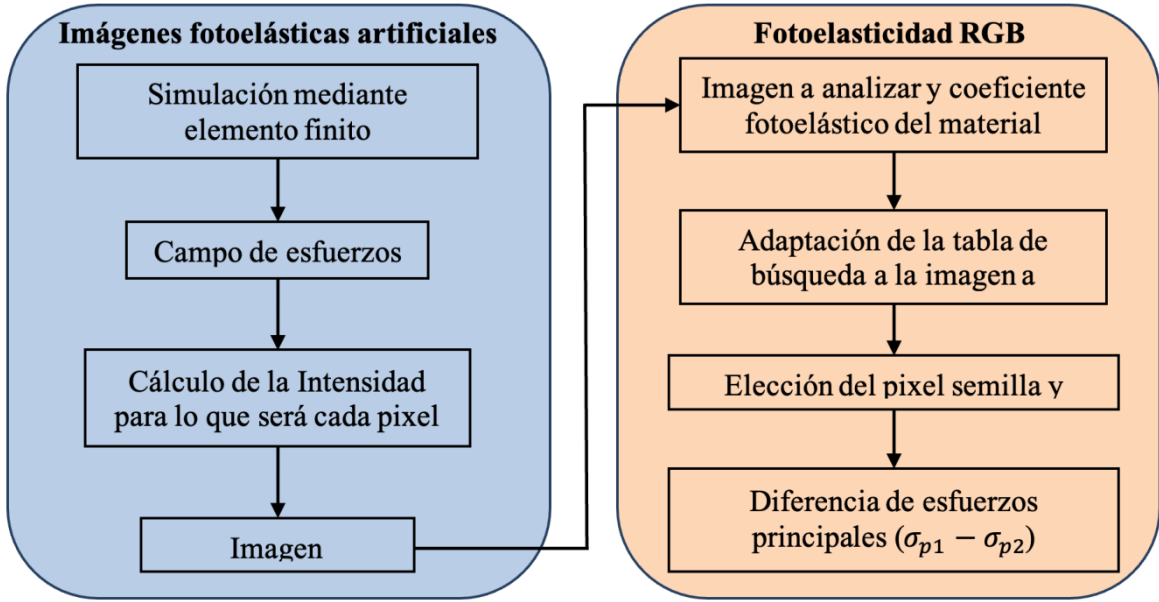 Imágenes fotoelásticas artificiales
Simulación mediante
elemento finito
Campo de esfuerzos
Cálculo de la Intensidad
para lo que será cada pixel
Imagen
Fotoelasticidad RGB
Imagen a analizar y coeficiente
fotoelástico del material
Adaptación de la tabla de
búsqueda a la imagen a
Elección del pixel semilla y
Diferencia de esfuerzos
principales (σp1 − σp2)